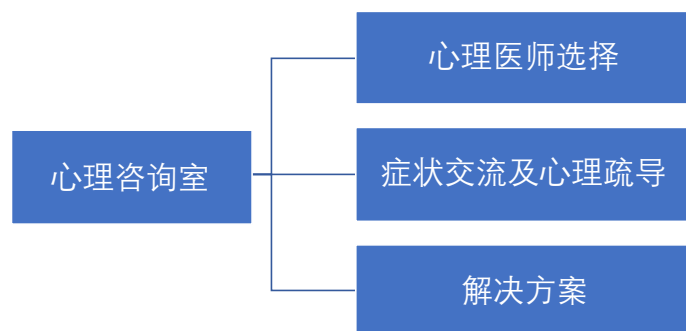 心理咨询室
心理医师选择
症状交流及心理疏导
解决方案